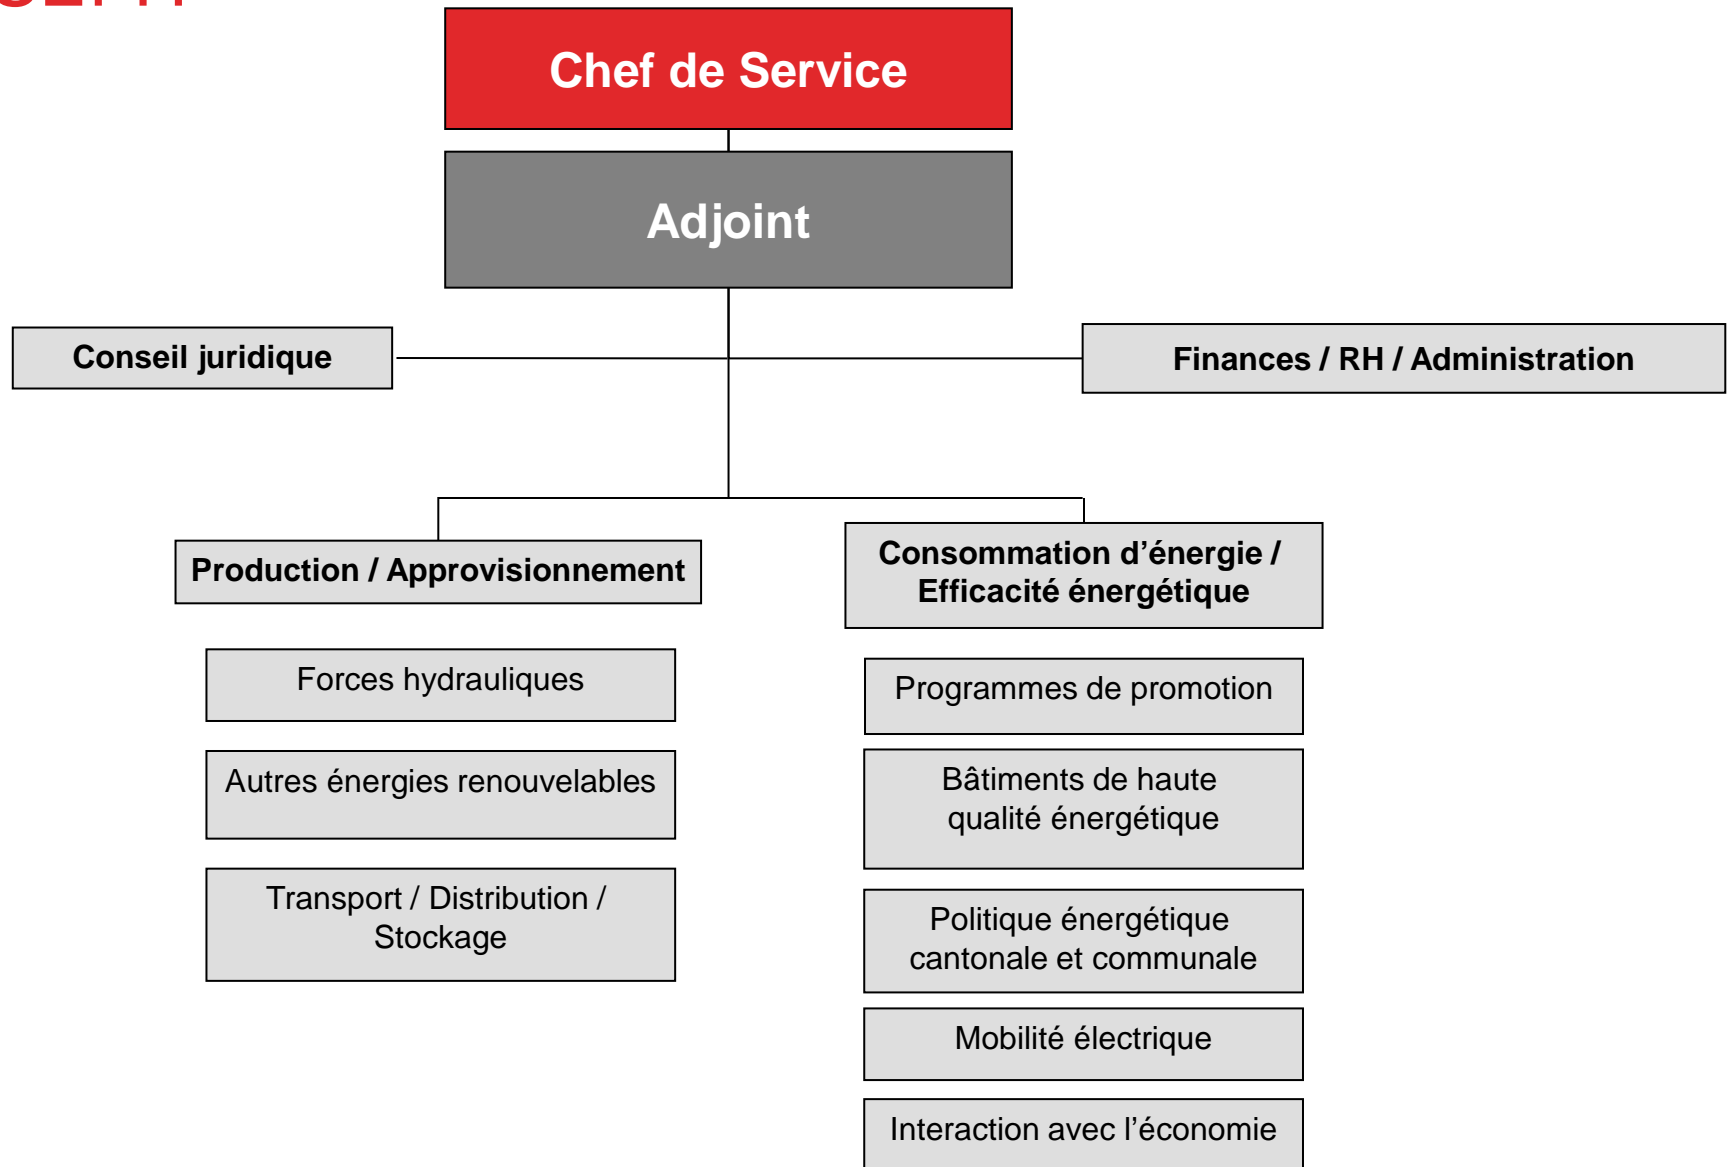 Chef de Service
Adjoint
Conseil juridique
Finances / RH / Administration
Production / Approvisionnement
Consommation d’énergie /
Efficacité énergétique
Forces hydrauliques
Autres énergies renouvelables
Transport / Distribution /
Stockage
Programmes de promotion
Bâtiments de haute
qualité énergétique
Politique énergétique
cantonale et communale
Mobilité électrique
Interaction avec l’économie